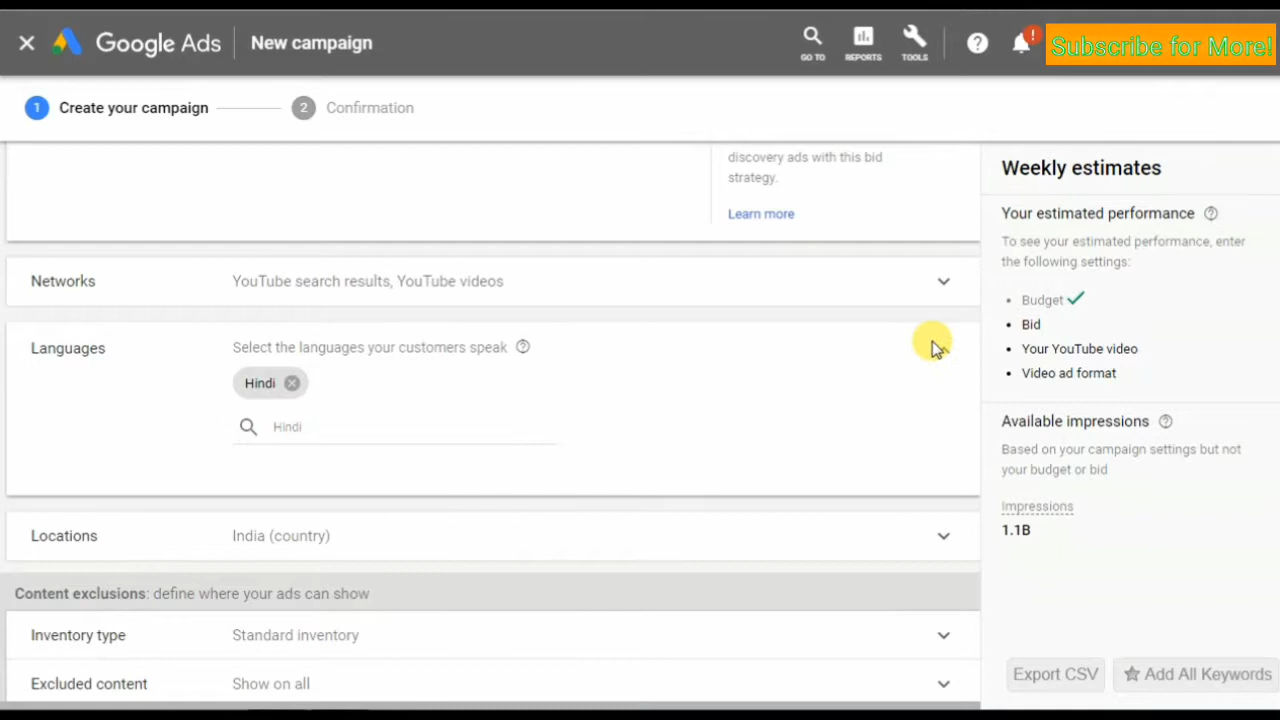 Google Ads
New campaign
GO TO
REPORTS
TOOLS
?
!
Subscribe for More!
1 Create your campaign
2 Confirmation
discovery ads with this bid
strategy.
Learn more
Networks
YouTube search results, YouTube videos
Languages
Select the languages your customers speak ?
Hindi
Hindi
Locations
India (country)
Content exclusions: define where your ads can show
Inventory type
Standard inventory
Excluded content
Show on all
Weekly estimates
Your estimated performance ?
To see your estimated performance, enter
the following settings:
• Budget
• Bid
• Your YouTube video
• Video ad format
Available impressions ?
Based on your campaign settings but not
your budget or bid
Impressions
1.1B
Export CSV
Add All Keywords